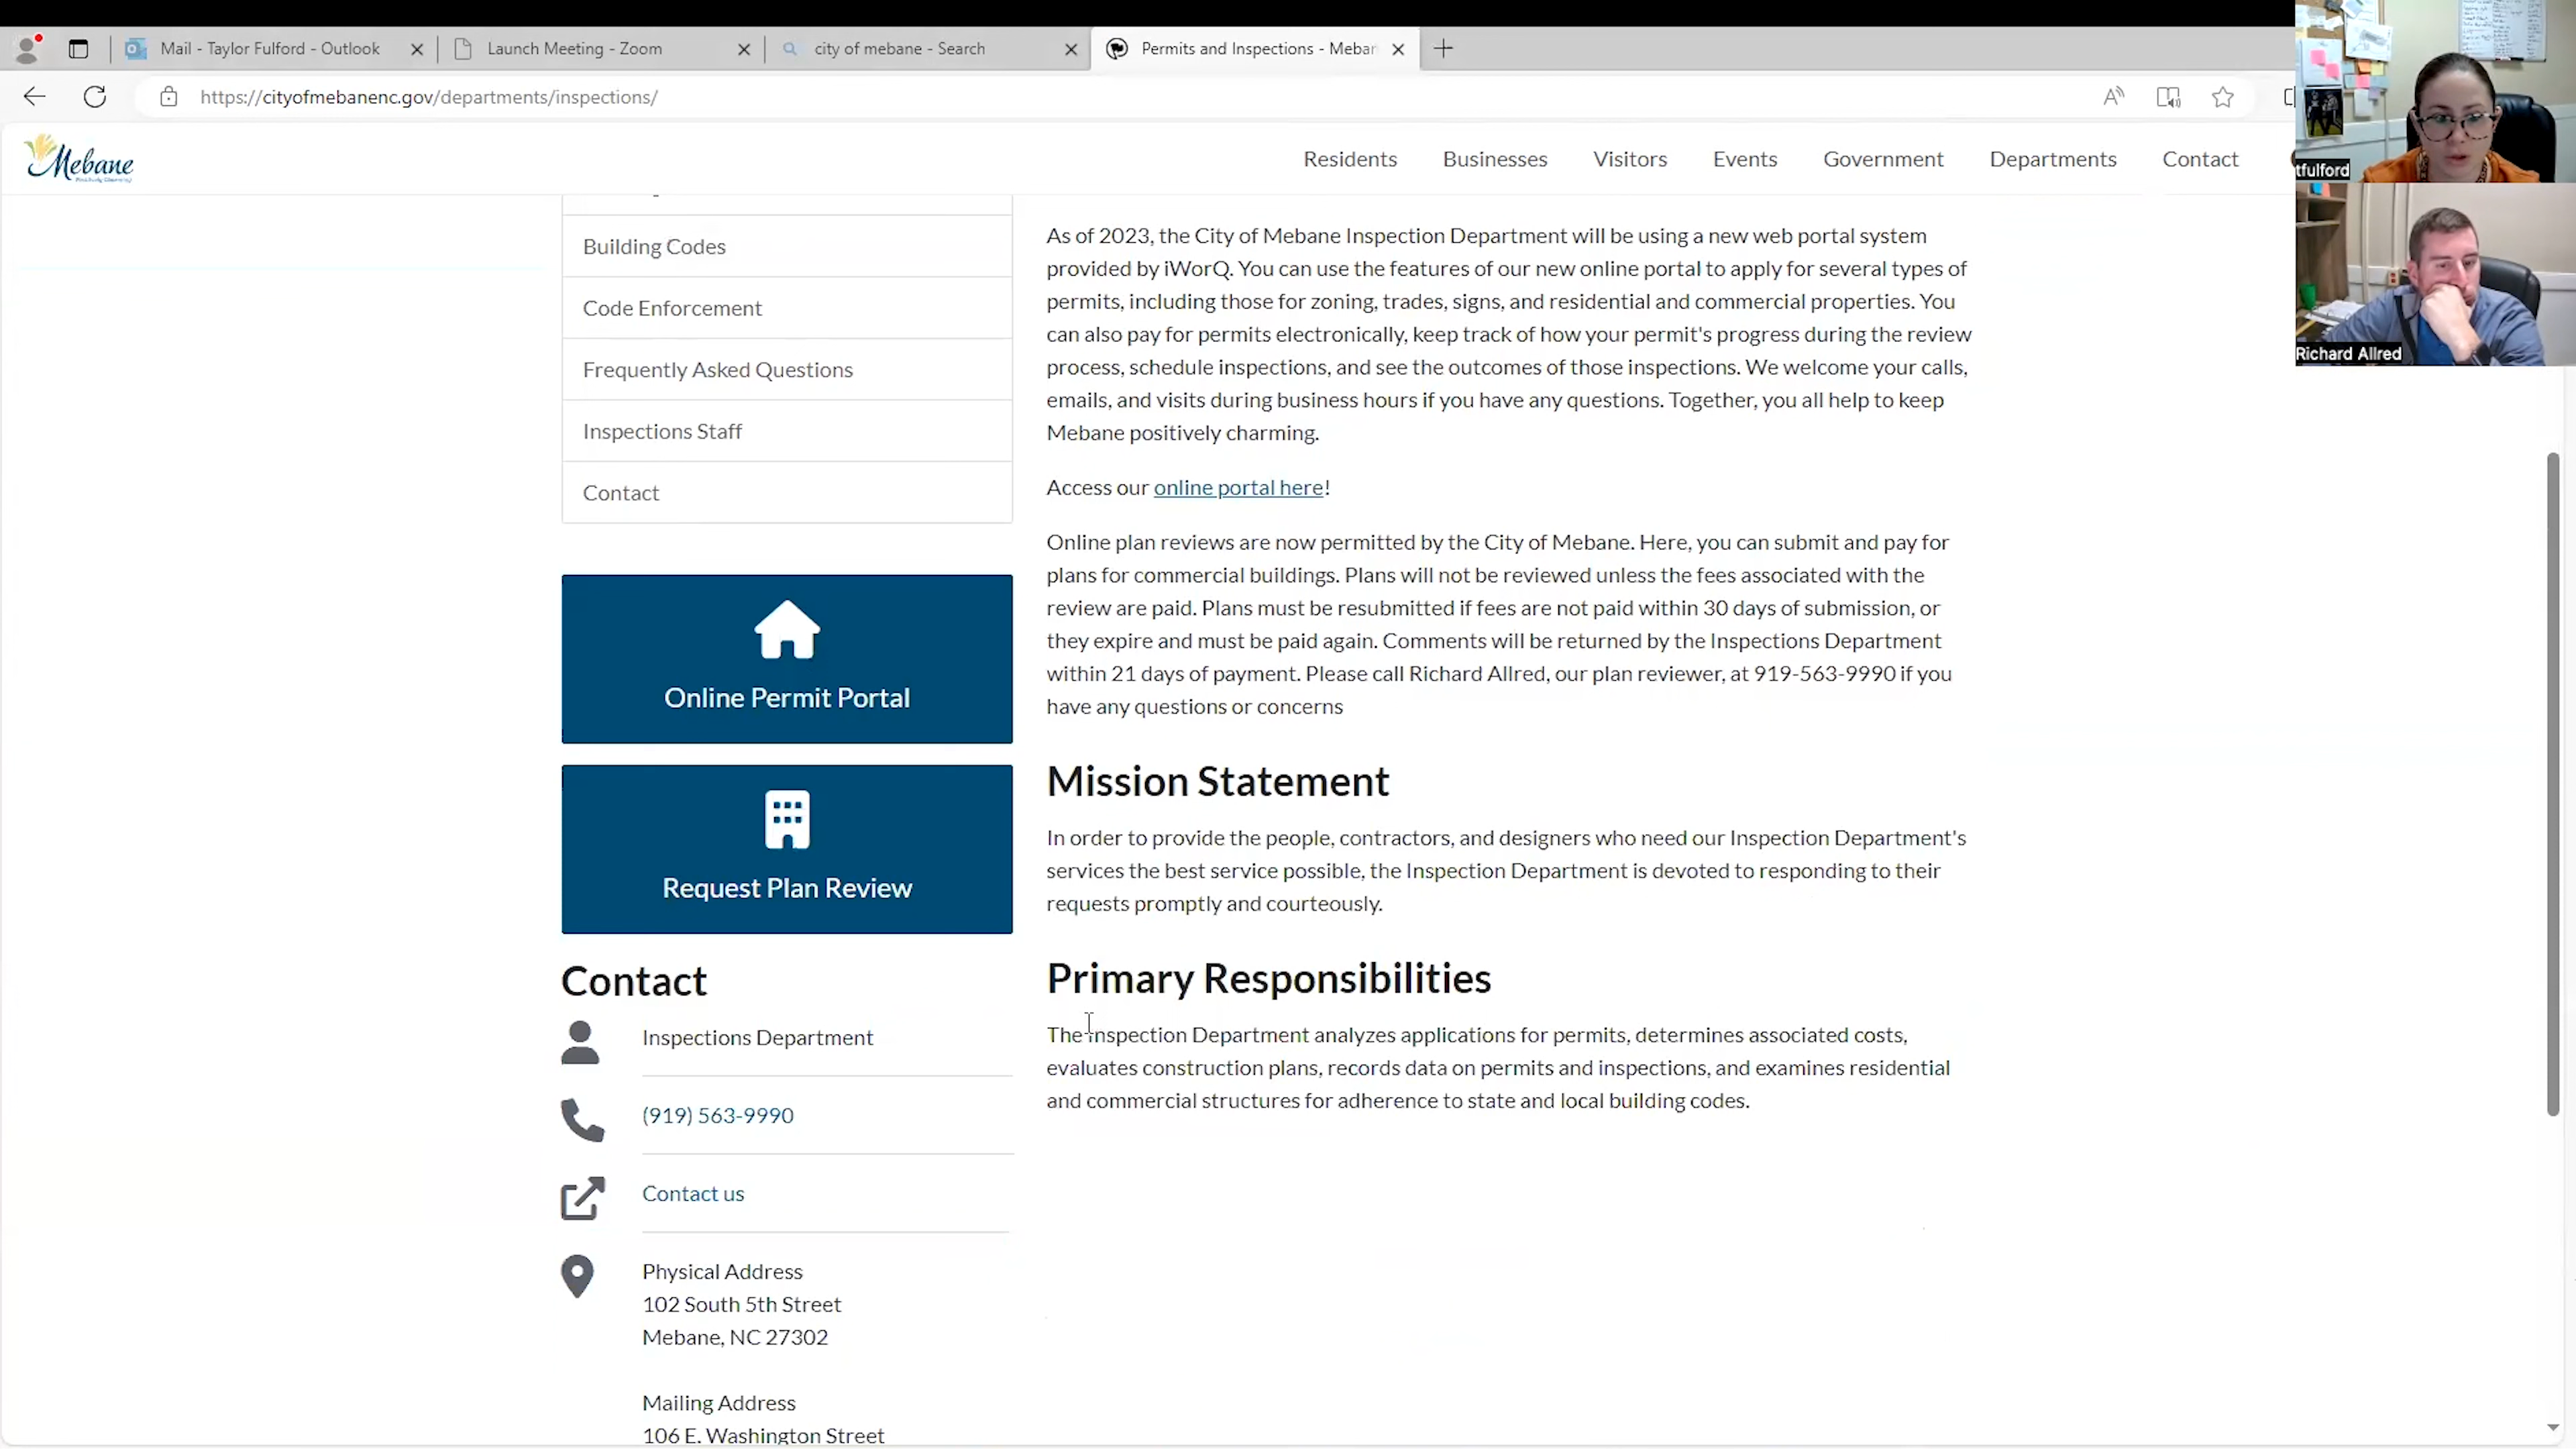 Mail - Taylor Fulford - Outlook
Launch Meeting - Zoom
city of mebane - Search
Permits and Inspections - Meban
https://cityofmebanenc.gov/departments/inspections/
Mebane
Residents
Businesses
Visitors
Events
Government
Departments
Contact
tfulford
Richard Allred
Building Codes
Code Enforcement
Frequently Asked Questions
Inspections Staff
Contact
Online Permit Portal
Request Plan Review
Contact
Inspections Department
(919) 563-9990
Contact us
Physical Address
102 South 5th Street
Mebane, NC 27302
Mailing Address
106 E. Washington Street
As of 2023, the City of Mebane Inspection Department will be using a new web portal system
provided by iWorQ. You can use the features of our new online portal to apply for several types of
permits, including those for zoning, trades, signs, and residential and commercial properties. You
can also pay for permits electronically, keep track of how your permit's progress during the review
process, schedule inspections, and see the outcomes of those inspections. We welcome your calls,
emails, and visits during business hours if you have any questions. Together, you all help to keep
Mebane positively charming.
Access our online portal here!
Online plan reviews are now permitted by the City of Mebane. Here, you can submit and pay for
plans for commercial buildings. Plans will not be reviewed unless the fees associated with the
review are paid. Plans must be resubmitted if fees are not paid within 30 days of submission, or
they expire and must be paid again. Comments will be returned by the Inspections Department
within 21 days of payment. Please call Richard Allred, our plan reviewer, at 919-563-9990 if you
have any questions or concerns
Mission Statement
In order to provide the people, contractors, and designers who need our Inspection Department's
services the best service possible, the Inspection Department is devoted to responding to their
requests promptly and courteously.
Primary Responsibilities
The Inspection Department analyzes applications for permits, determines associated costs,
evaluates construction plans, records data on permits and inspections, and examines residential
and commercial structures for adherence to state and local building codes.